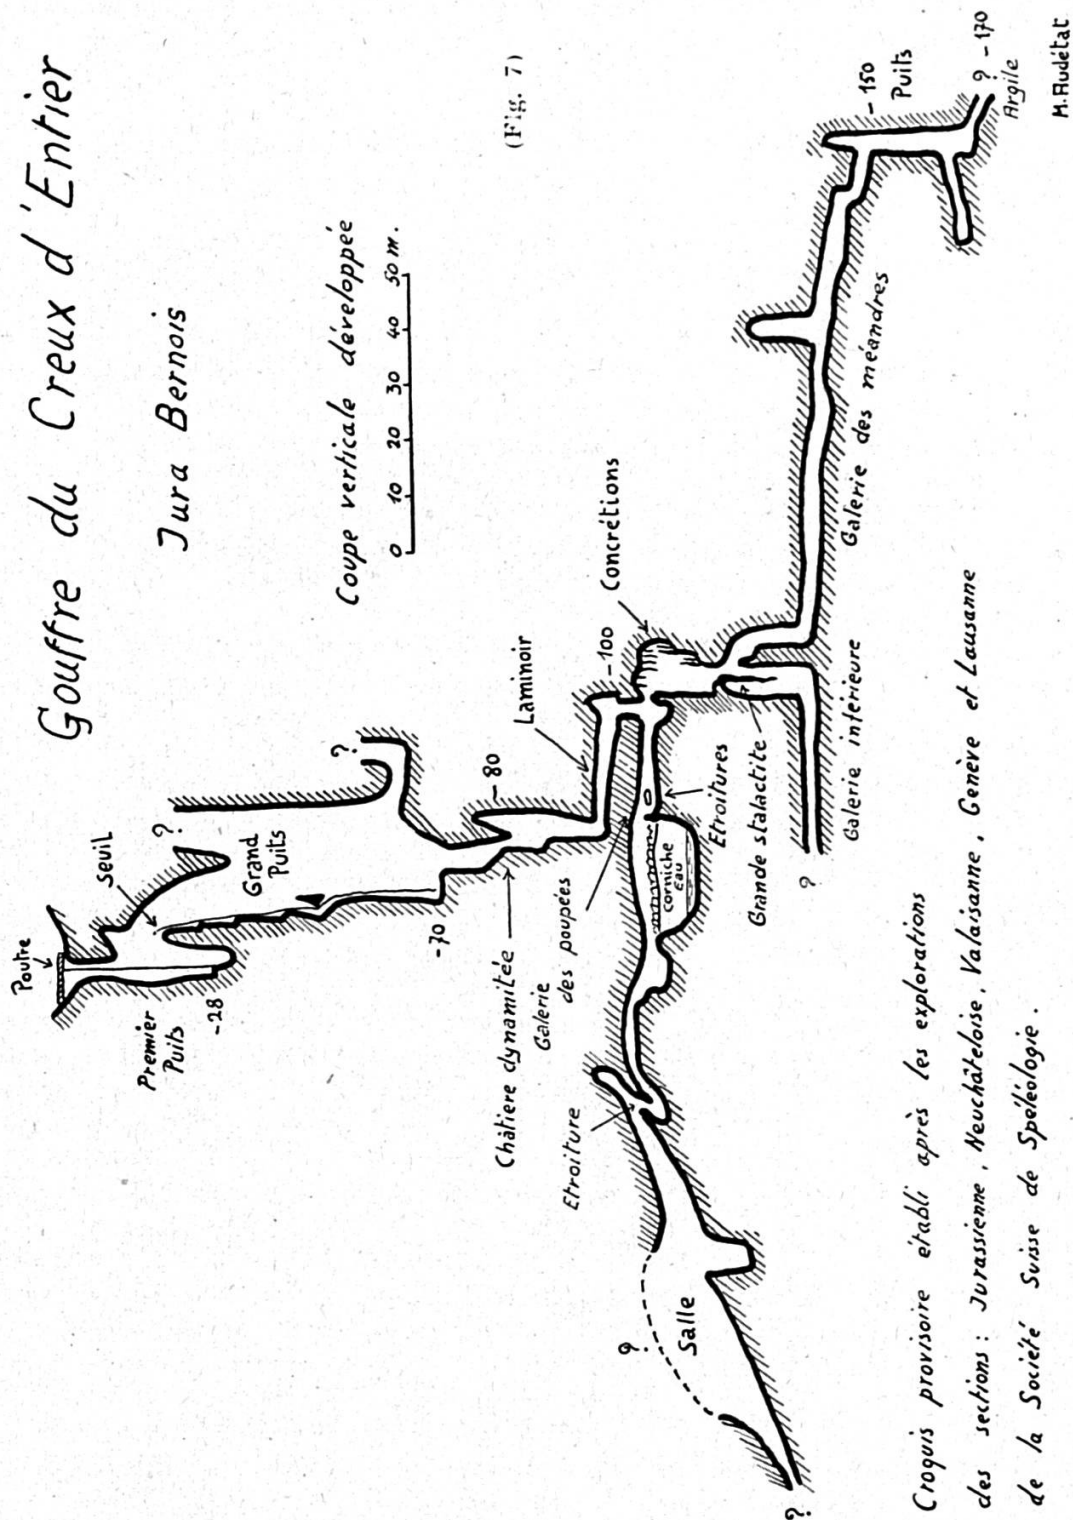 Gouffre du Creux d'Entier
Jura Bernois
Coupe verticale développée
0 10 20 30 40 50 m.
(Fig. 7)
Poutre
Seuil
?
Premier
Puits
-28
Grand
Puits
?
-70
-80
Châtière dynamitée
Laminoir
-100
Concrétions
Galerie
des poupées
Etroitures
Corniche
Eau
Grande stalactite
Etroiture
?
Salle
?
?
Galerie inférieure
Galerie des méandres
-150
Puits
? -170
Argile
Croquis provisoire établi après les explorations
des sections : Jurassienne, Neuchâteloise, Valaisanne, Genève et Lausanne
de la Société Suisse de Spéléologie.
M. Audétat